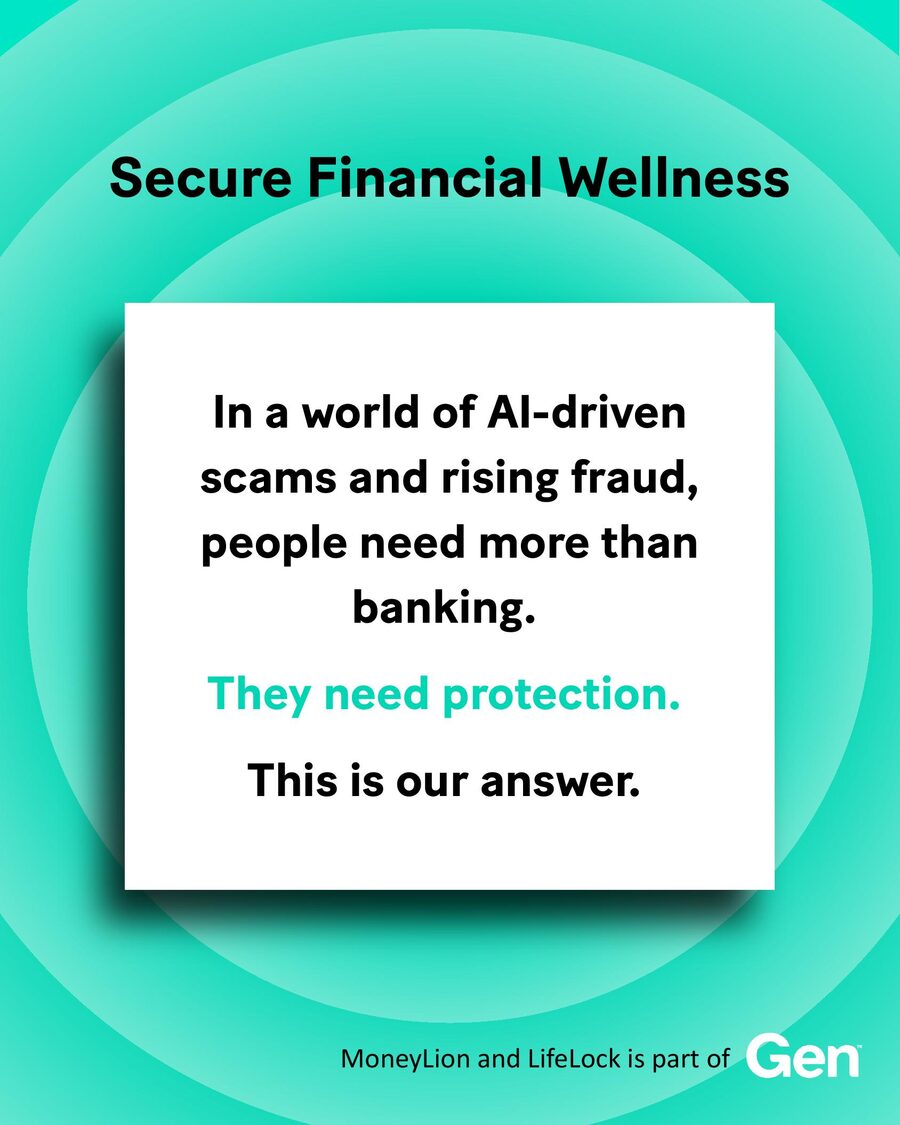 Secure Financial Wellness
In a world of AI-driven
scams and rising fraud,
people need more than
banking.
They need protection.
This is our answer.
MoneyLion and LifeLock is part of Gen™